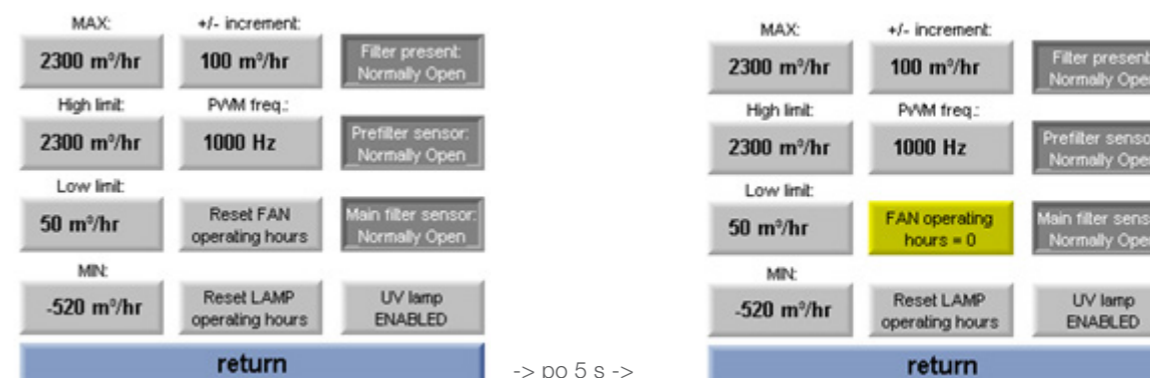 MAX: +/- increment:
2300 m³/hr 100 m³/hr Filter present:
Normally Open
High limit: PWM freq.:
2300 m³/hr 1000 Hz Prefilter sensor:
Normally Open
Low limit:
50 m³/hr Reset FAN
operating hours Main filter sensor:
Normally Open
MIN:
-520 m³/hr Reset LAMP
operating hours UV lamp
ENABLED
return
-> po 5 s ->
MAX: +/- increment:
2300 m³/hr 100 m³/hr Filter present:
Normally Open
High limit: PWM freq.:
2300 m³/hr 1000 Hz Prefilter senso
Normally Open
Low limit:
50 m³/hr FAN operating
hours = 0 Main filter sens
Normally Open
MIN:
-520 m³/hr Reset LAMP
operating hours UV lamp
ENABLED
return